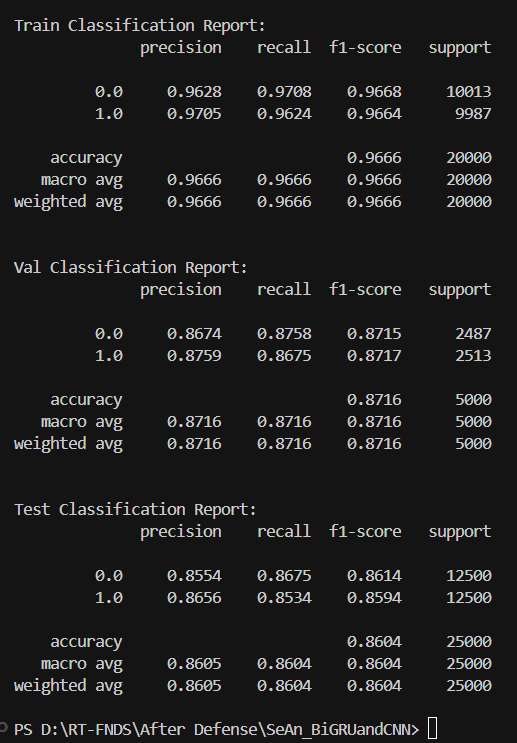 Train Classification Report:
precision recall f1-score support
0.0 0.9628 0.9708 0.9668 10013
1.0 0.9705 0.9624 0.9664 9987
accuracy 0.9666 20000
macro avg 0.9666 0.9666 0.9666 20000
weighted avg 0.9666 0.9666 0.9666 20000
Val Classification Report:
precision recall f1-score support
0.0 0.8674 0.8758 0.8715 2487
1.0 0.8759 0.8675 0.8717 2513
accuracy 0.8716 5000
macro avg 0.8716 0.8716 0.8716 5000
weighted avg 0.8716 0.8716 0.8716 5000
Test Classification Report:
precision recall f1-score support
0.0 0.8554 0.8675 0.8614 12500
1.0 0.8656 0.8534 0.8594 12500
accuracy 0.8604 25000
macro avg 0.8605 0.8604 0.8604 25000
weighted avg 0.8605 0.8604 0.8604 25000
PS D:\RT-FNDS\After Defense\SeAn_BiGRUandCNN>